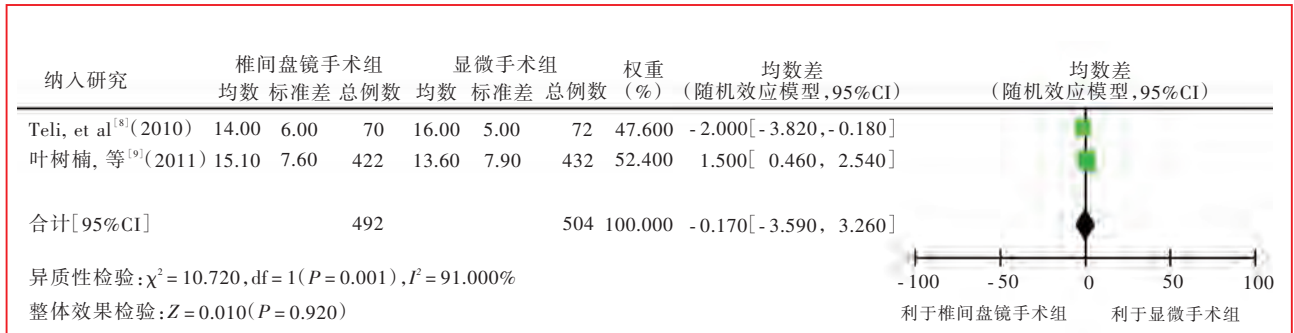 纳入研究 椎间盘镜手术组 显微手术组 权重 均数差 均数差
均数 标准差 总例数 均数 标准差 总例数 (%) (随机效应模型,95%CI) (随机效应模型,95%CI)
Teli, et al[8](2010) 14.00 6.00 70 16.00 5.00 72 47.600 -2.000[-3.820,-0.180]
叶树楠, 等[9](2011) 15.10 7.60 422 13.60 7.90 432 52.400 1.500[ 0.460, 2.540]
合计[95%CI] 492 504 100.000 -0.170[-3.590, 3.260]
异质性检验:χ²=10.720,df=1(P=0.001),I²=91.000%
-100 -50 0 50 100
整体效果检验:Z=0.010(P=0.920)
利于椎间盘镜手术组 利于显微手术组